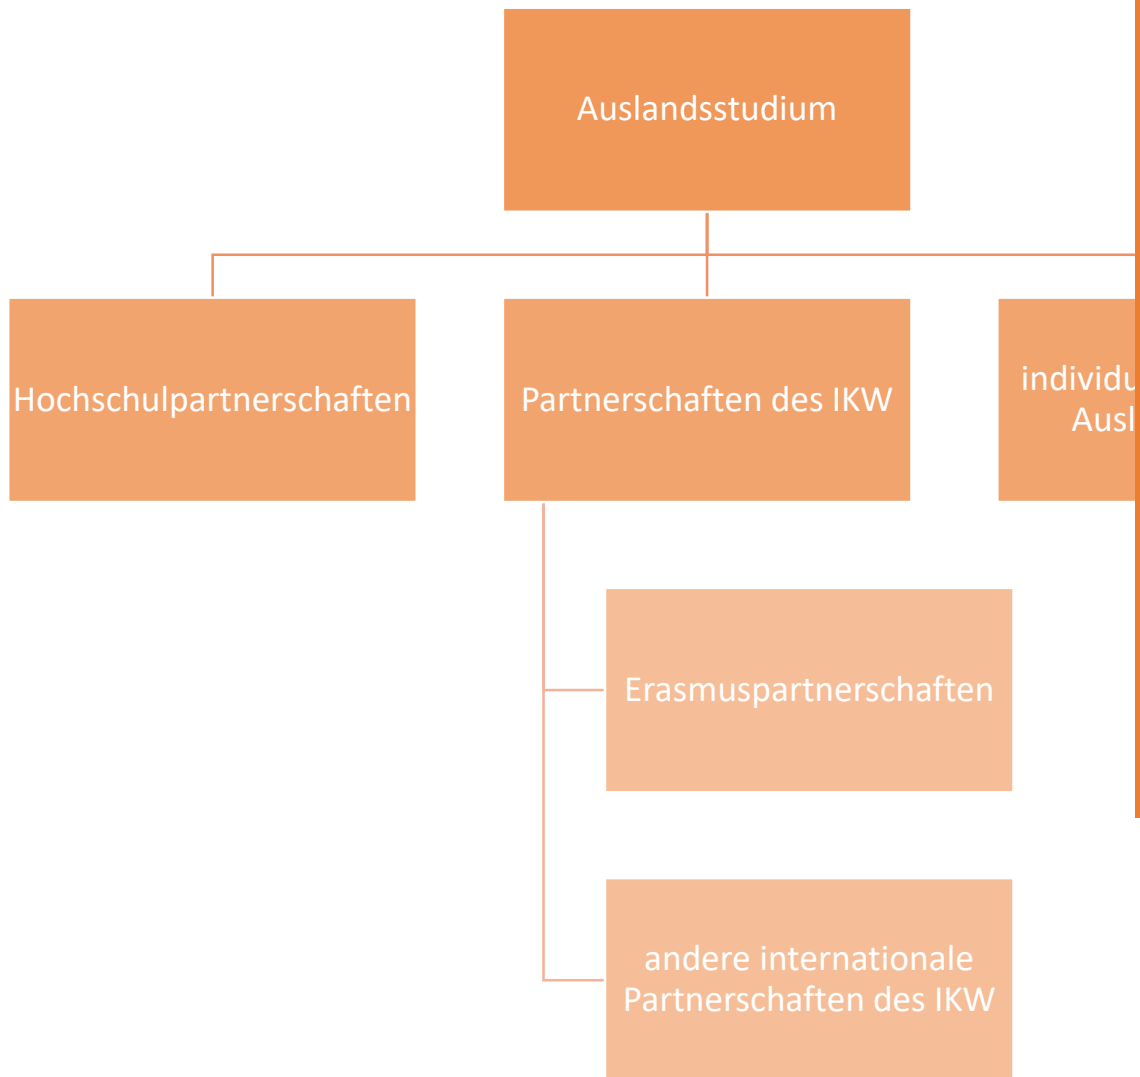 Auslandsstudium
Hochschulpartnerschaften
Partnerschaften des IKW
Erasmuspartnerschaften
andere internationale
Partnerschaften des IKW